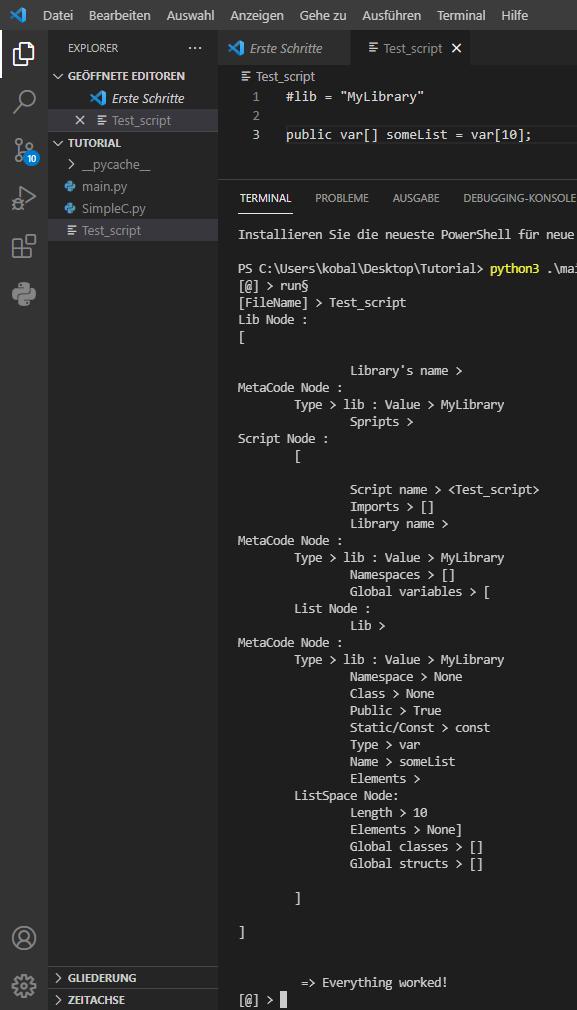 Datei Bearbeiten Auswahl Anzeigen Gehe zu Ausführen Terminal Hilfe
EXPLORER ...
GEÖFFNETE EDITOREN
Erste Schritte
Test_script
TUTORIAL
__pycache__
main.py
SimpleC.py
Test_script
10
GLIEDERUNG
ZEITACHSE
Erste Schritte Test_script
Test_script
1 #lib = "MyLibrary"
2
3 public var[] someList = var[10];
TERMINAL PROBLEME AUSGABE DEBUGGING-KONSOLE
Installieren Sie die neueste PowerShell für neue
PS C:\Users\kobal\Desktop\Tutorial> python3 .\mai
[@] > run§
[FileName] > Test_script
Lib Node :
[
Library's name >
MetaCode Node :
Type > lib : Value > MyLibrary
Spripts >
Script Node :
[
Script name > <Test_script>
Imports > []
Library name >
MetaCode Node :
Type > lib : Value > MyLibrary
Namespaces > []
Global variables > [
List Node :
Lib >
MetaCode Node :
Type > lib : Value > MyLibrary
Namespace > None
Class > None
Public > True
Static/Const > const
Type > var
Name > someList
Elements >
ListSpace Node:
Length > 10
Elements > None]
Global classes > []
Global structs > []
]
]
=> Everything worked!
[@] >